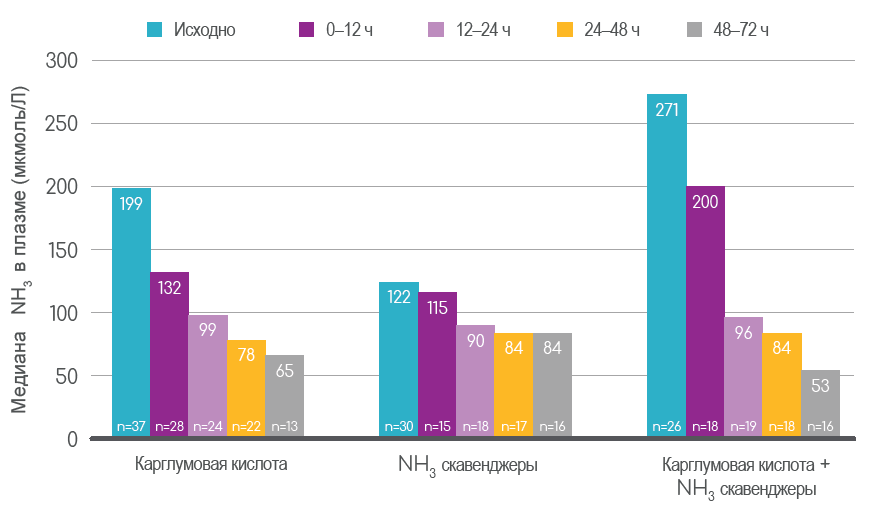 Исходно 0–12 ч 12–24 ч 24–48 ч 48–72 ч
Медиана NH3 в плазме (мкмоль/Л)
300
250
200
150
100
50
0
199 132 99 78 65
n=37 n=28 n=24 n=22 n=13
Карглумовая кислота
122 115 90 84 84
n=30 n=15 n=18 n=17 n=16
NH3 скавенджеры
271 200 96 84 53
n=26 n=18 n=19 n=18 n=16
Карглумовая кислота +
NH3 скавенджеры